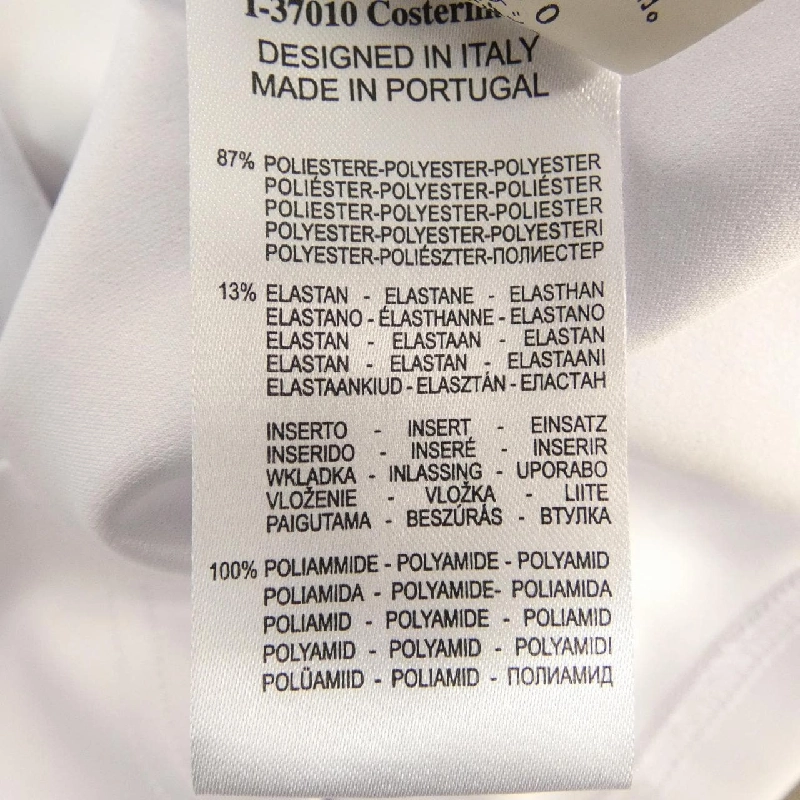 I-37010 Costerm
DESIGNED IN ITALY
MADE IN PORTUGAL
87% POLIESTERE-POLYESTER-POLYESTER
POLIÉSTER-POLYESTER-POLIÉSTER
POLIESTER-POLYESTER-POLIESTER
POLYESTER-POLYESTER-POLYESTERI
POLYESTER-POLIÉSZTER-ПОЛИЕСТЕР
13% ELASTAN - ELASTANE - ELASTHAN
ELASTANO - ÉLASTHANNE - ELASTANO
ELASTAN - ELASTAAN - ELASTAN
ELASTAN - ELASTAN - ELASTAANI
ELASTAANKIUD - ELASZTÁN - ЕЛАСТАН
INSERTO - INSERT - EINSATZ
INSERIDO - INSERÉ - INSERIR
WKLĄDKA - INLASSING - UPORABO
VLOŽENIE - VLOŽKA - LIITE
PAIGUTAMA - BESZÚRÁS - ВТУЛКА
100% POLIAMMIDE - POLYAMIDE - POLYAMID
POLIAMIDA - POLYAMIDE- POLIAMIDA
POLIAMID - POLYAMIDE - POLIAMID
POLYAMID - POLYAMID - POLYAMIDI
POLÜAMIID - POLIAMID - ПОЛИАМИД